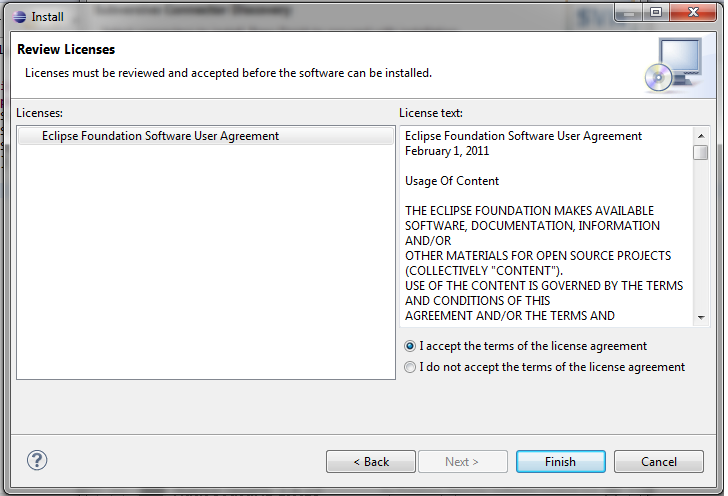 Install
Review Licenses
Licenses must be reviewed and accepted before the software can be installed.
Licenses:
Eclipse Foundation Software User Agreement
License text:
Eclipse Foundation Software User Agreement
February 1, 2011
Usage Of Content
THE ECLIPSE FOUNDATION MAKES AVAILABLE
SOFTWARE, DOCUMENTATION, INFORMATION
AND/OR
OTHER MATERIALS FOR OPEN SOURCE PROJECTS
(COLLECTIVELY "CONTENT").
USE OF THE CONTENT IS GOVERNED BY THE TERMS
AND CONDITIONS OF THIS
AGREEMENT AND/OR THE TERMS AND
I accept the terms of the license agreement
I do not accept the terms of the license agreement
?
< Back
Next >
Finish
Cancel